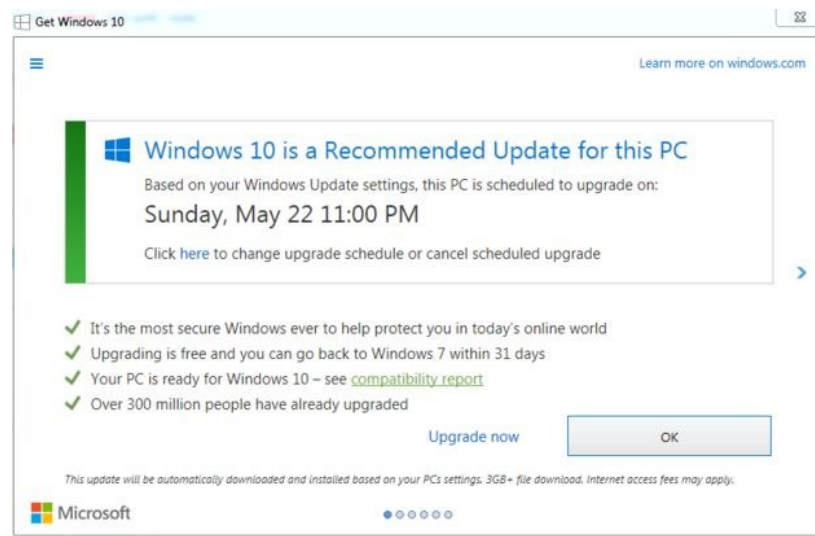 Get Windows 10
Learn more on windows.com
Windows 10 is a Recommended Update for this PC
Based on your Windows Update settings, this PC is scheduled to upgrade on:
Sunday, May 22 11:00 PM
Click here to change upgrade schedule or cancel scheduled upgrade
It's the most secure Windows ever to help protect you in today's online world
Upgrading is free and you can go back to Windows 7 within 31 days
Your PC is ready for Windows 10 – see compatibility report
Over 300 million people have already upgraded
Upgrade now OK
This update will be automatically downloaded and installed based on your PCs settings. 3GB+ file download. Internet access fees may apply.
Microsoft